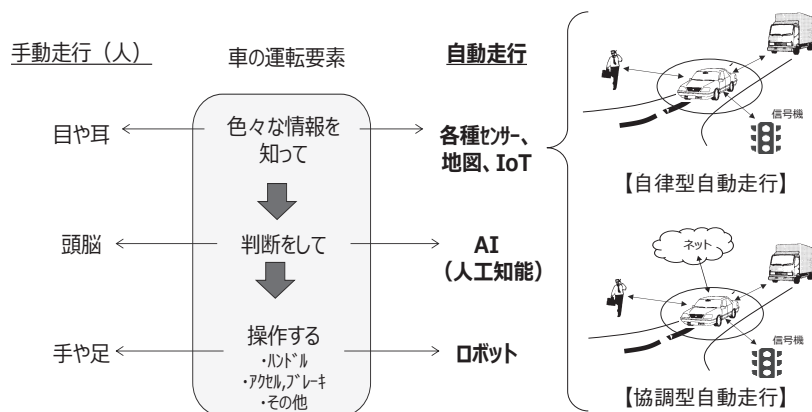 手動走行（人）
車の運転要素
自動走行
目や耳
色々な情報を
知って
各種ｾﾝｻｰ、
地図、IoT
頭脳
判断をして
AI
（人工知能）
手や足
操作する
・ﾊﾝﾄﾞﾙ
・ｱｸｾﾙ,ﾌﾞﾚｰｷ
・その他
ロボット
信号機
【自律型自動走行】
ネット
信号機
【協調型自動走行】